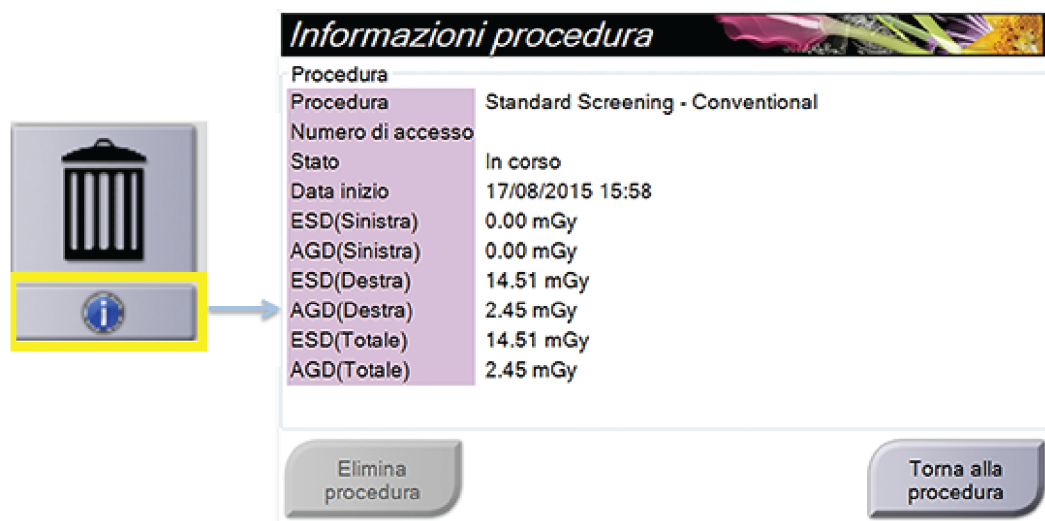 Informazioni procedura
Procedura
Procedura Standard Screening - Conventional
Numero di accesso
Stato In corso
Data inizio 17/08/2015 15:58
ESD(Sinistra) 0.00 mGy
AGD(Sinistra) 0.00 mGy
ESD(Destra) 14.51 mGy
AGD(Destra) 2.45 mGy
ESD(Totale) 14.51 mGy
AGD(Totale) 2.45 mGy
Elimina
procedura
Torna alla
procedura